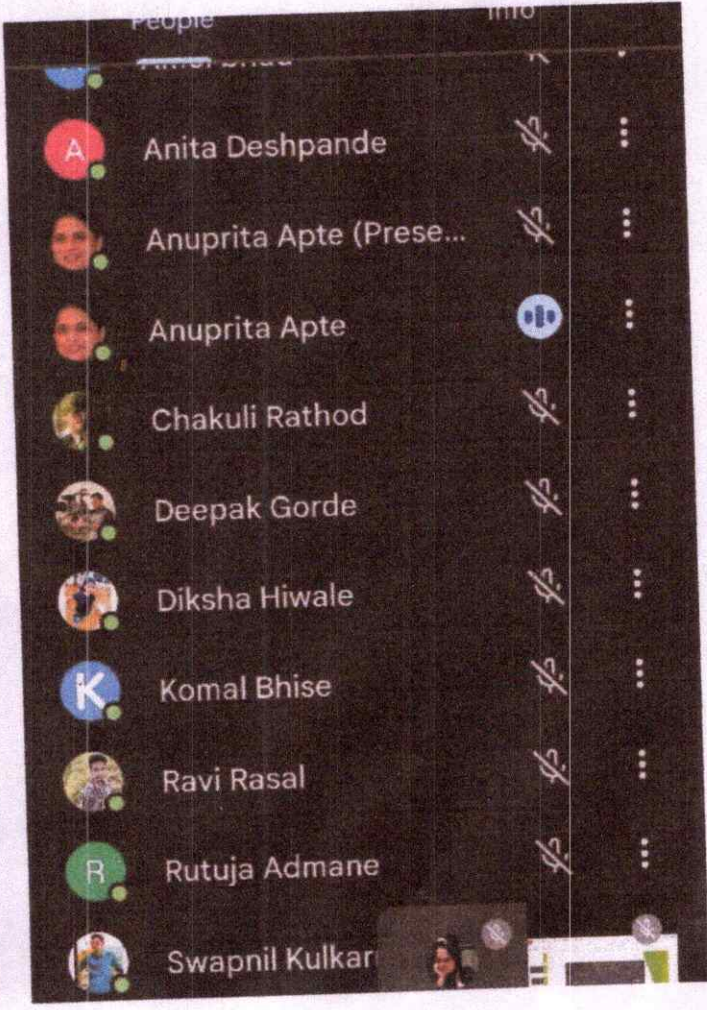 People
Info
A
Anita Deshpande
Anuprita Apte (Prese...
Anuprita Apte
Chakuli Rathod
Deepak Gorde
Diksha Hiwale
K
Komal Bhise
Ravi Rasal
R
Rutuja Admane
Swapnil Kulkar